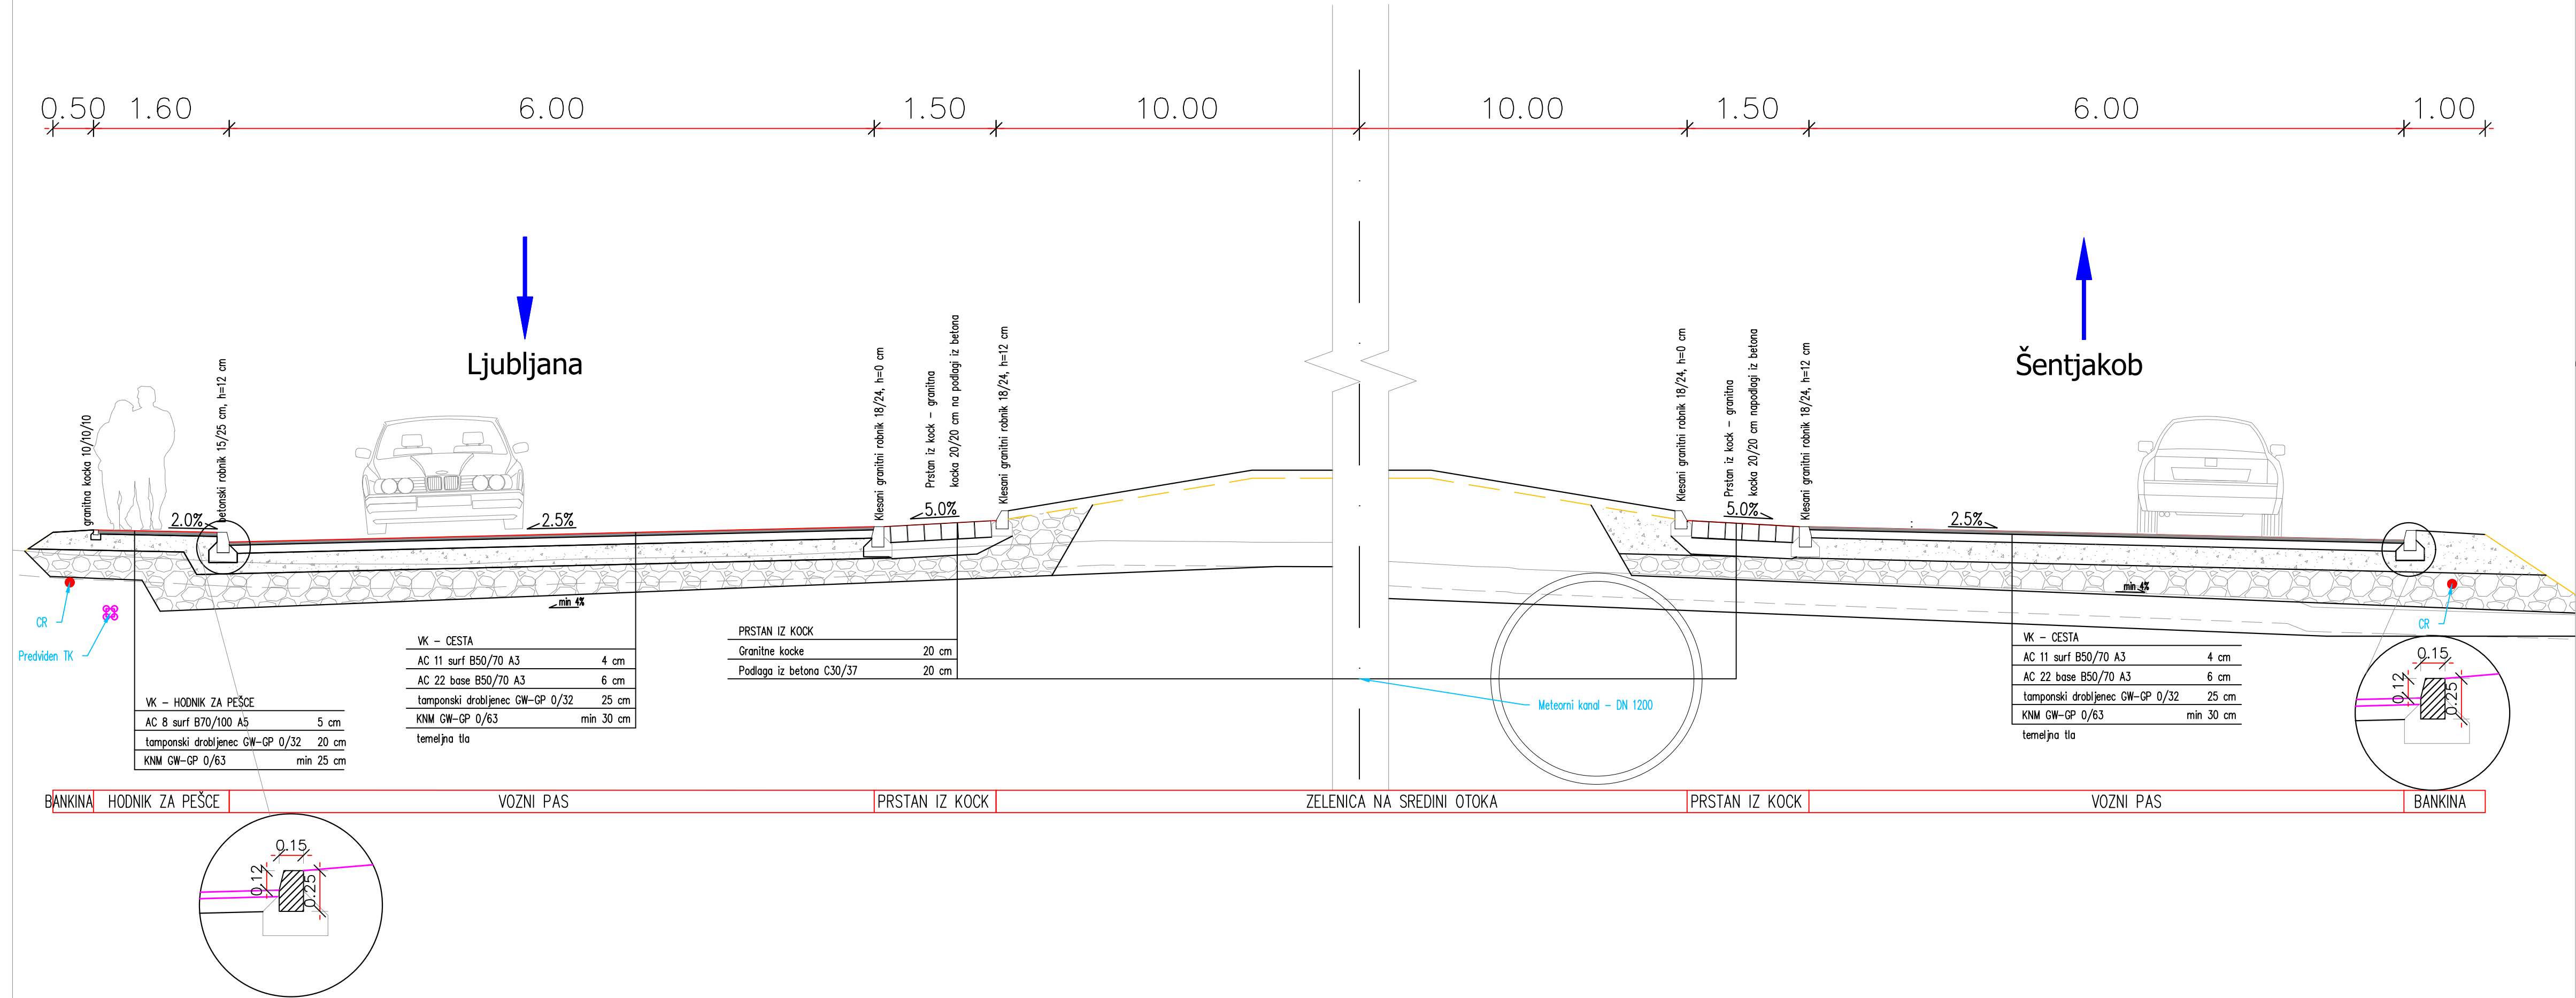 0.50 1.60 6.00 1.50 10.00 10.00 1.50 6.00 1.00
Ljubljana
Šentjakob
granitna kocka 10/10/10
betonski robnik 15/25 cm, h=12 cm
Klesani granitni robnik 18/24, h=0 cm
Prstan iz kock - granitna
kocka 20/20 cm na podlagi iz betona
Klesani granitni robnik 18/24, h=12 cm
Klesani granitni robnik 18/24, h=0 cm
Prstan iz kock - granitna
kocka 20/20 cm napodlagi iz betona
Klesani granitni robnik 18/24, h=12 cm
2.0%
2.5%
5.0%
5.0%
2.5%
min 4%
min 4%
CR
Predviden TK
CR
VK - HODNIK ZA PEŠCE
AC 8 surf B70/100 A5 5 cm
tamponski drobljenec GW-GP 0/32 20 cm
KNM GW-GP 0/63 min 25 cm
VK - CESTA
AC 11 surf B50/70 A3 4 cm
AC 22 base B50/70 A3 6 cm
tamponski drobljenec GW-GP 0/32 25 cm
KNM GW-GP 0/63 min 30 cm
temeljna tla
PRSTAN IZ KOCK
Granitne kocke 20 cm
Podlaga iz betona C30/37 20 cm
Meteorni kanal - DN 1200
VK - CESTA
AC 11 surf B50/70 A3 4 cm
AC 22 base B50/70 A3 6 cm
tamponski drobljenec GW-GP 0/32 25 cm
KNM GW-GP 0/63 min 30 cm
temeljna tla
0.15
0.12
0.25
BANKINA HODNIK ZA PEŠCE VOZNI PAS PRSTAN IZ KOCK ZELENICA NA SREDINI OTOKA PRSTAN IZ KOCK VOZNI PAS BANKINA
0.15
0.12
0.25